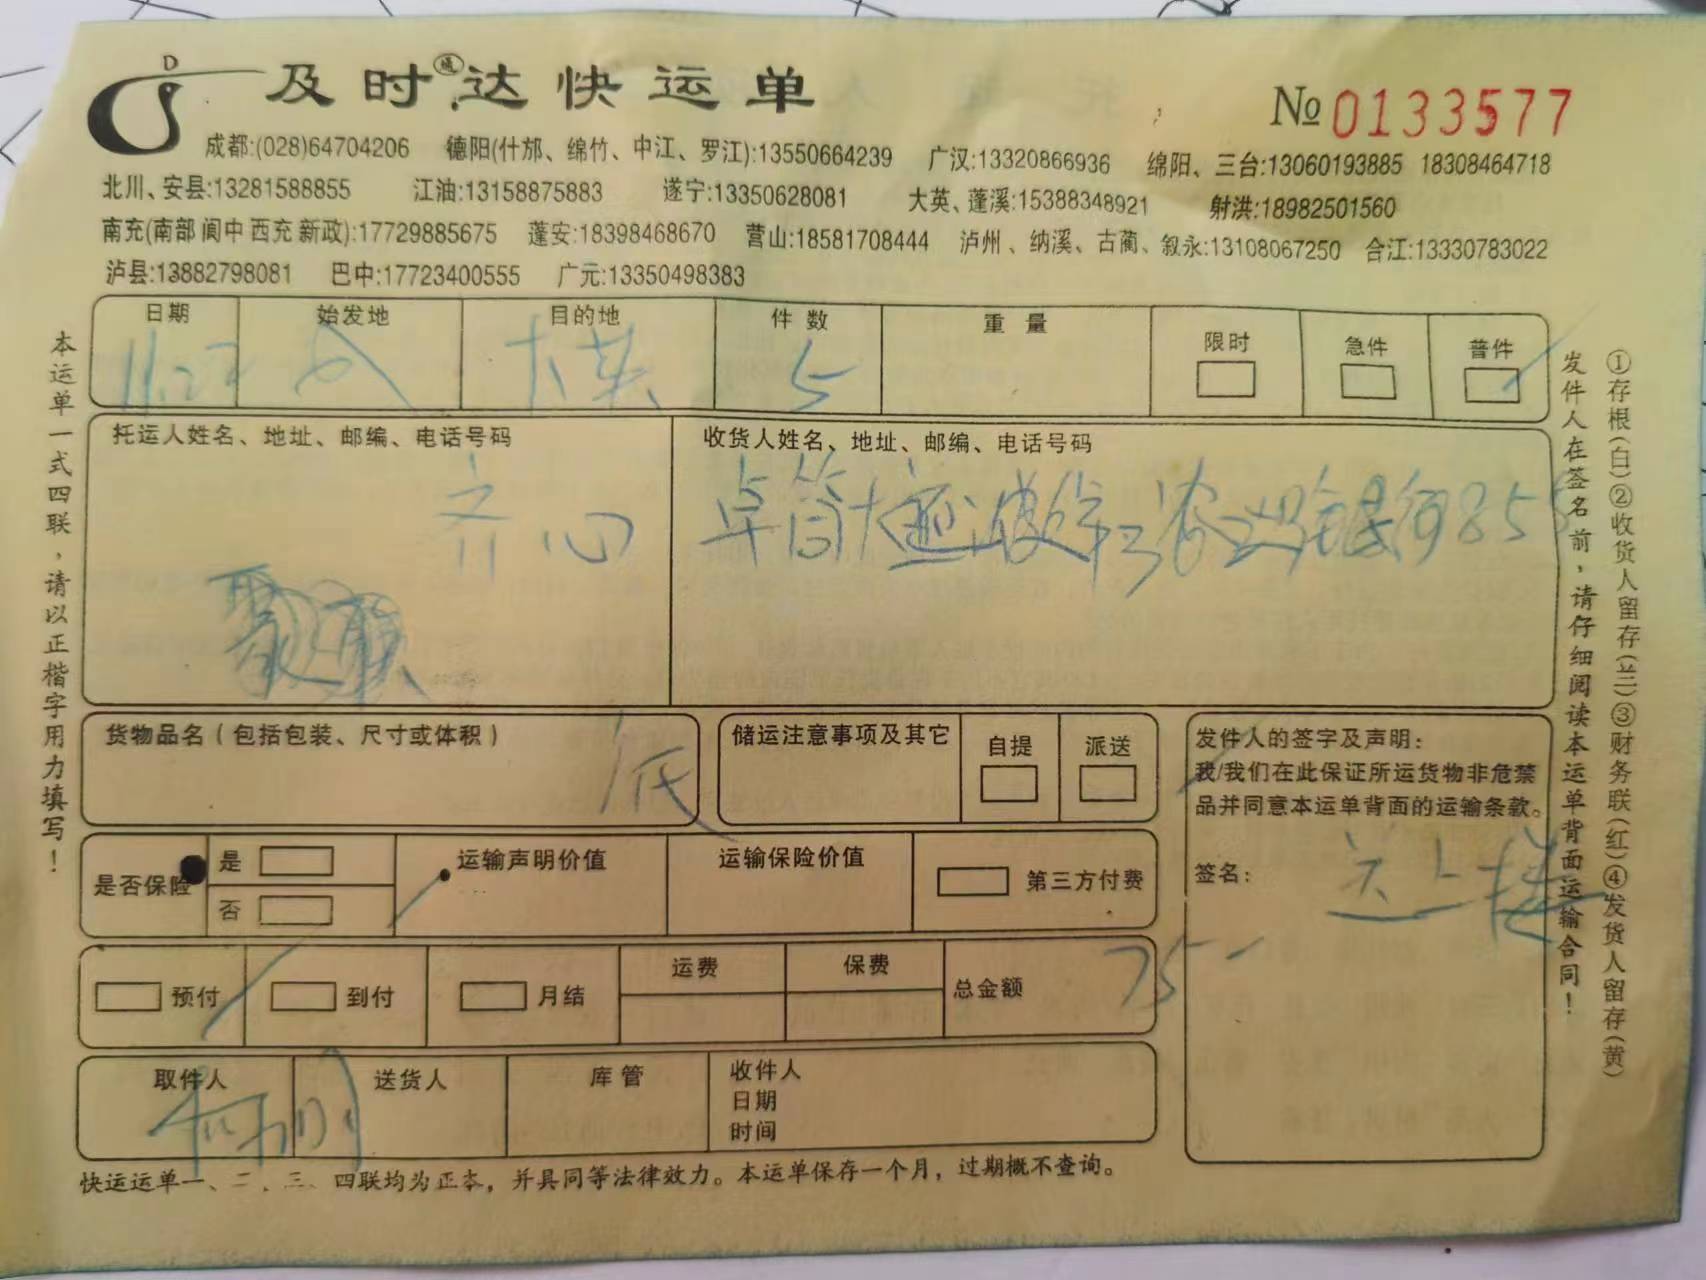 D
及时达快运单
№ 0133577
成都:(028)64704206 德阳(什邡、绵竹、中江、罗江):13550664239 广汉:13320866936 绵阳、三台:13060193885 18308464718
北川、安县:13281588855 江油:13158875883 遂宁:13350628081 大英、蓬溪:15388348921 射洪:18982501560
南充(南部 阆中 西充 新政):17729885675 蓬安:18398468670 营山:18581708444 泸州、纳溪、古蔺、叙永:13108067250 合江:13330783022
泸县:13882798081 巴中:17723400555 广元:13350498383
日期 始发地 目的地 件数 重量 限时 急件 普件
11.22 成 大英 5
托运人姓名、地址、邮编、电话号码 收货人姓名、地址、邮编、电话号码
齐心
农业银行
货物品名(包括包装、尺寸或体积)
储运注意事项及其它 自提 派送
发件人的签字及声明:
我/我们在此保证所运货物非危禁
品并同意本运单背面的运输条款。
签名: 送上楼
是否保险 是 否 运输声明价值 运输保险价值 第三方付费
预付 到付 月结 运费 保费 总金额 75-
取件人 送货人 库管 收件人
日期
时间
快运运单一、二、三、四联均为正本,并具同等法律效力。本运单保存一个月,过期概不查询。
本运单一式四联,请以正楷字用力填写!
发件人在签名前,请仔细阅读本运单背面运输合同!
①存根(白)②收货人留存(兰)③财务联(红)④发货人留存(黄)